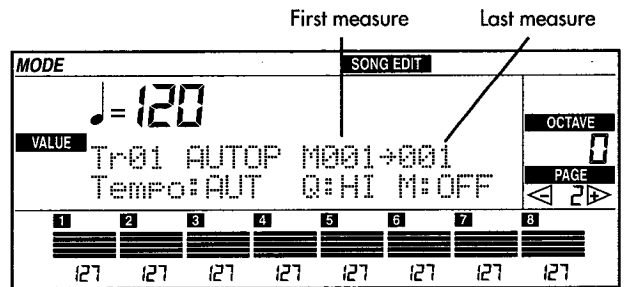 First measure Last measure
MODE SONG EDIT
♩=120
OCTAVE
0
VALUE Tr01 AUTOP M001→001
Tempo:AUT Q:HI M:OFF
PAGE
- 2 +
1 2 3 4 5 6 7 8
127 127 127 127 127 127 127 127